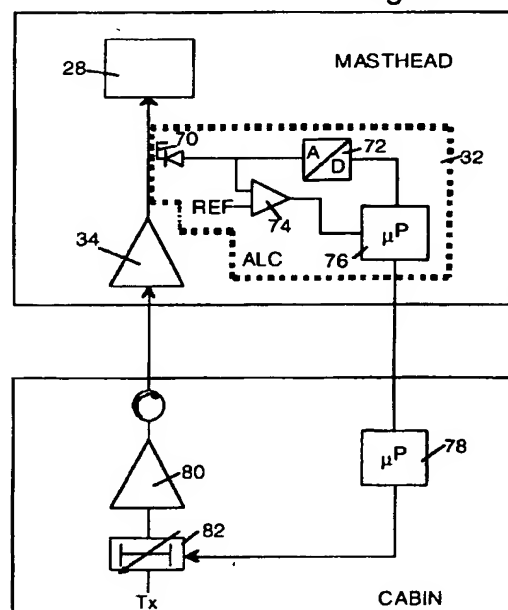 MASTHEAD
28
70
A
D
72
32
REF
74
μP
76
ALC
34
μP
78
80
82
Tx
CABIN